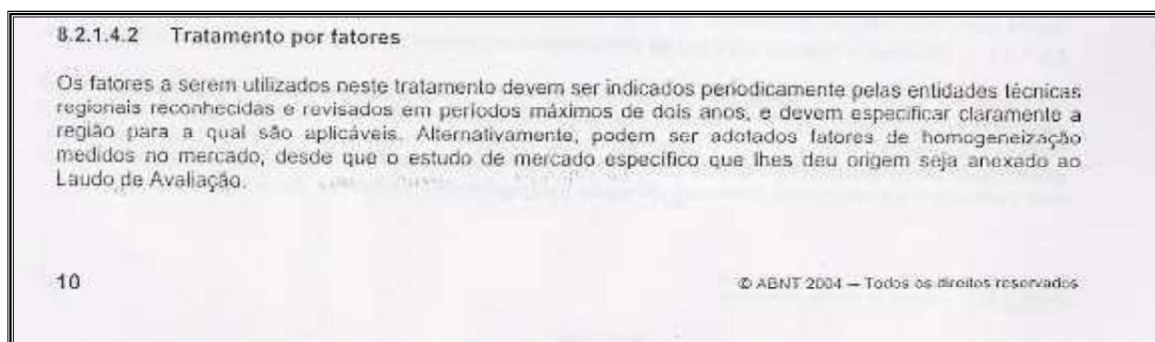 8.2.1.4.2 Tratamento por fatores
Os fatores a serem utilizados neste tratamento devem ser indicados periodicamente pelas entidades técnicas
regionais reconhecidas e revisados em períodos máximos de dois anos, e devem especificar claramente a
região para a qual são aplicáveis. Alternativamente, podem ser adotados fatores de homogeneização
medidos no mercado, desde que o estudo de mercado específico que lhes deu origem seja anexado ao
Laudo de Avaliação.
10
© ABNT 2004 — Todos os direitos reservados